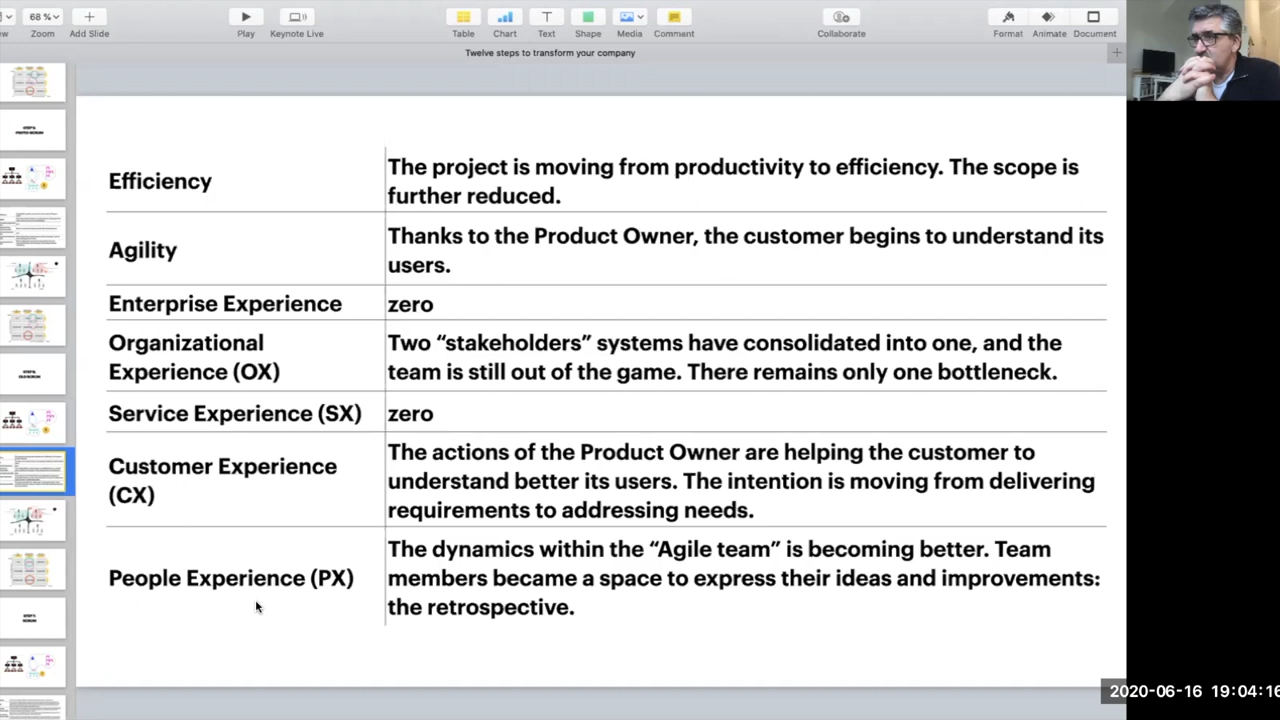 68 %
Zoom
Add Slide
Play
Keynote Live
Table
Chart
Text
Shape
Media
Comment
Collaborate
Format
Animate
Document
Twelve steps to transform your company
Efficiency
The project is moving from productivity to efficiency. The scope is
further reduced.
Agility
Thanks to the Product Owner, the customer begins to understand its
users.
Enterprise Experience
zero
Organizational
Experience (OX)
Two “stakeholders” systems have consolidated into one, and the
team is still out of the game. There remains only one bottleneck.
Service Experience (SX)
zero
Customer Experience
(CX)
The actions of the Product Owner are helping the customer to
understand better its users. The intention is moving from delivering
requirements to addressing needs.
People Experience (PX)
The dynamics within the “Agile team” is becoming better. Team
members became a space to express their ideas and improvements:
the retrospective.
2020-06-16 19:04:16